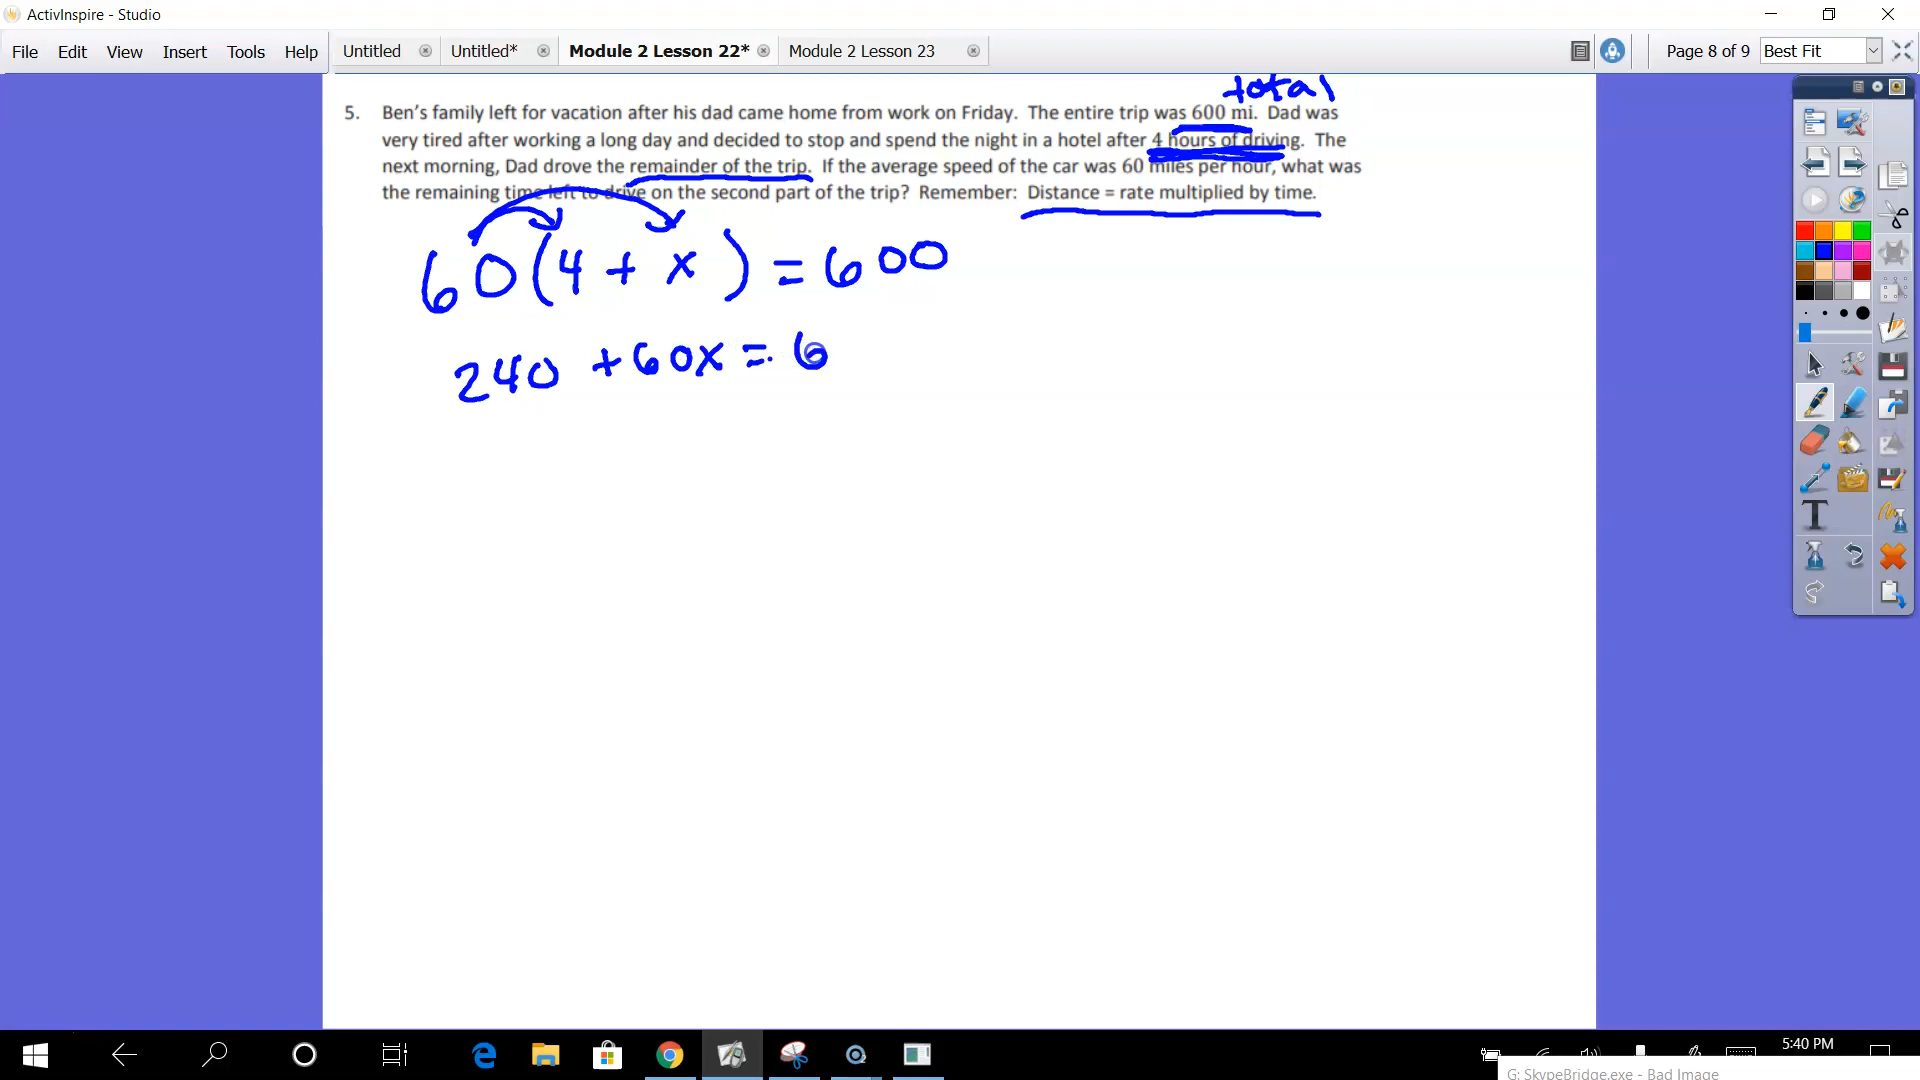 ActivInspire - Studio
File Edit View Insert Tools Help Untitled Untitled* Module 2 Lesson 22* Module 2 Lesson 23 Page 8 of 9 Best Fit
total
5. Ben's family left for vacation after his dad came home from work on Friday. The entire trip was 600 mi. Dad was
very tired after working a long day and decided to stop and spend the night in a hotel after 4 hours of driving. The
next morning, Dad drove the remainder of the trip. If the average speed of the car was 60 miles per hour, what was
the remaining time left to drive on the second part of the trip? Remember: Distance = rate multiplied by time.
60(4 + x) = 600
240 + 60x = 6
5:40 PM
G: SkypeBridge.exe - Bad Image